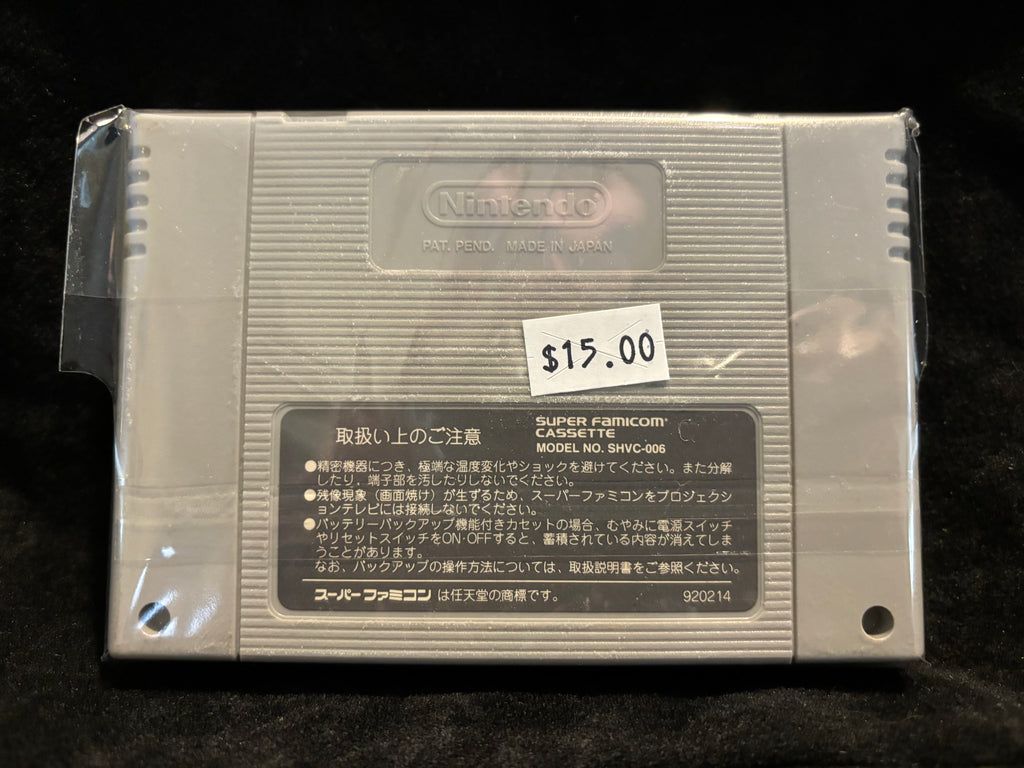 Nintendo
PAT. PEND. MADE IN JAPAN
$15.00
取扱い上のご注意
SUPER FAMICOM
CASSETTE
MODEL NO. SHVC-006
●精密機器につき、極端な温度変化やショックを避けてください。また分解
したり、端子部を汚したりしないでください。
●残像現象（画面焼け）が生ずるため、スーパーファミコンをプロジェクシ
ョンテレビには接続しないでください。
●バッテリーバックアップ機能付きカセットの場合、むやみに電源スイッチ
やリセットスイッチをON・OFFすると、蓄積されている内容が消えてしま
うことがあります。
なお、バックアップの操作方法については、取扱説明書をご参照ください。
スーパーファミコンは任天堂の商標です。 920214